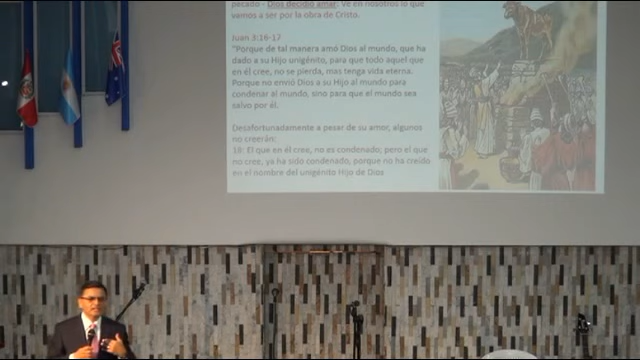 pecado - Dios decidió amar: Ve en nosotros lo que
vamos a ser por la obra de Cristo.
Juan 3:16-17
"Porque de tal manera amó Dios al mundo, que ha
dado a su Hijo unigénito, para que todo aquel que
en él cree, no se pierda, mas tenga vida eterna.
Porque no envió Dios a su Hijo al mundo para
condenar al mundo, sino para que el mundo sea
salvo por él.
Desafortunadamente a pesar de su amor, algunos
no creerán:
18: El que en él cree, no es condenado; pero el que
no cree, ya ha sido condenado, porque no ha creído
en el nombre del unigénito Hijo de Dios